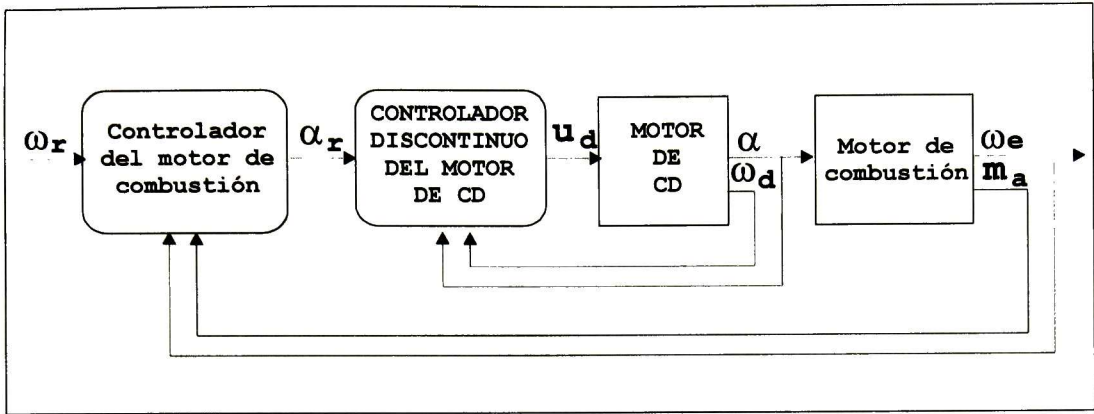 ωr
Controlador
del motor de
combustión
αr
CONTROLADOR
DISCONTINUO
DEL MOTOR
DE CD
ud
MOTOR
DE
CD
α
ωd
Motor de
combustión
ωe
ma